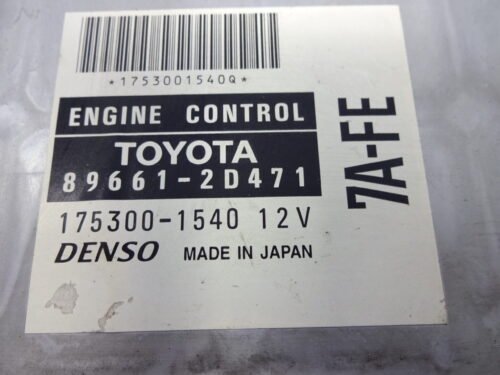 *1753001540Q*
ENGINE CONTROL
TOYOTA
89661-2D471
175300-1540 12V
DENSO MADE IN JAPAN
7A-FE